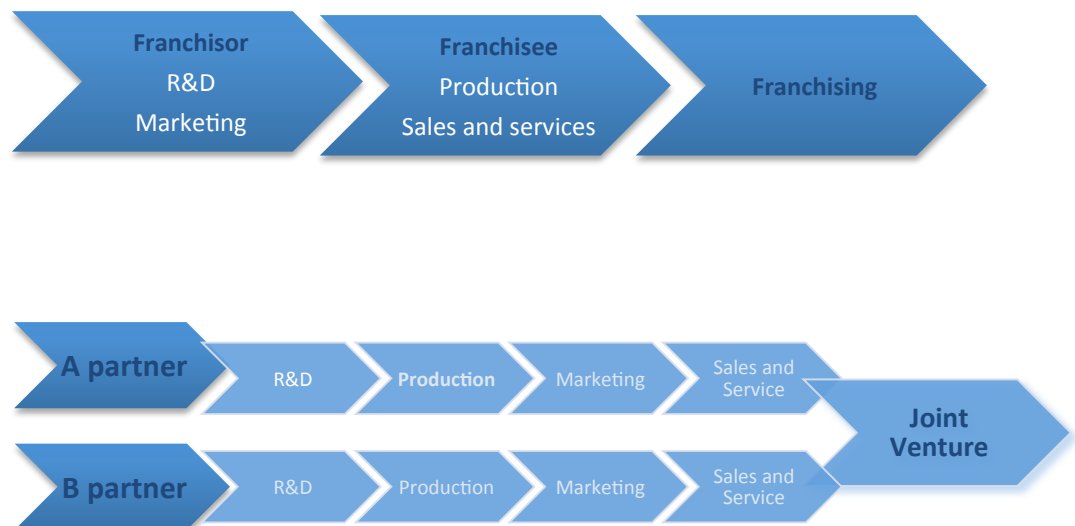 Franchisor
R&D
Marketing
Franchisee
Production
Sales and services
Franchising
A partner
R&D
Production
Marketing
Sales and
Service
B partner
R&D
Production
Marketing
Sales and
Service
Joint
Venture